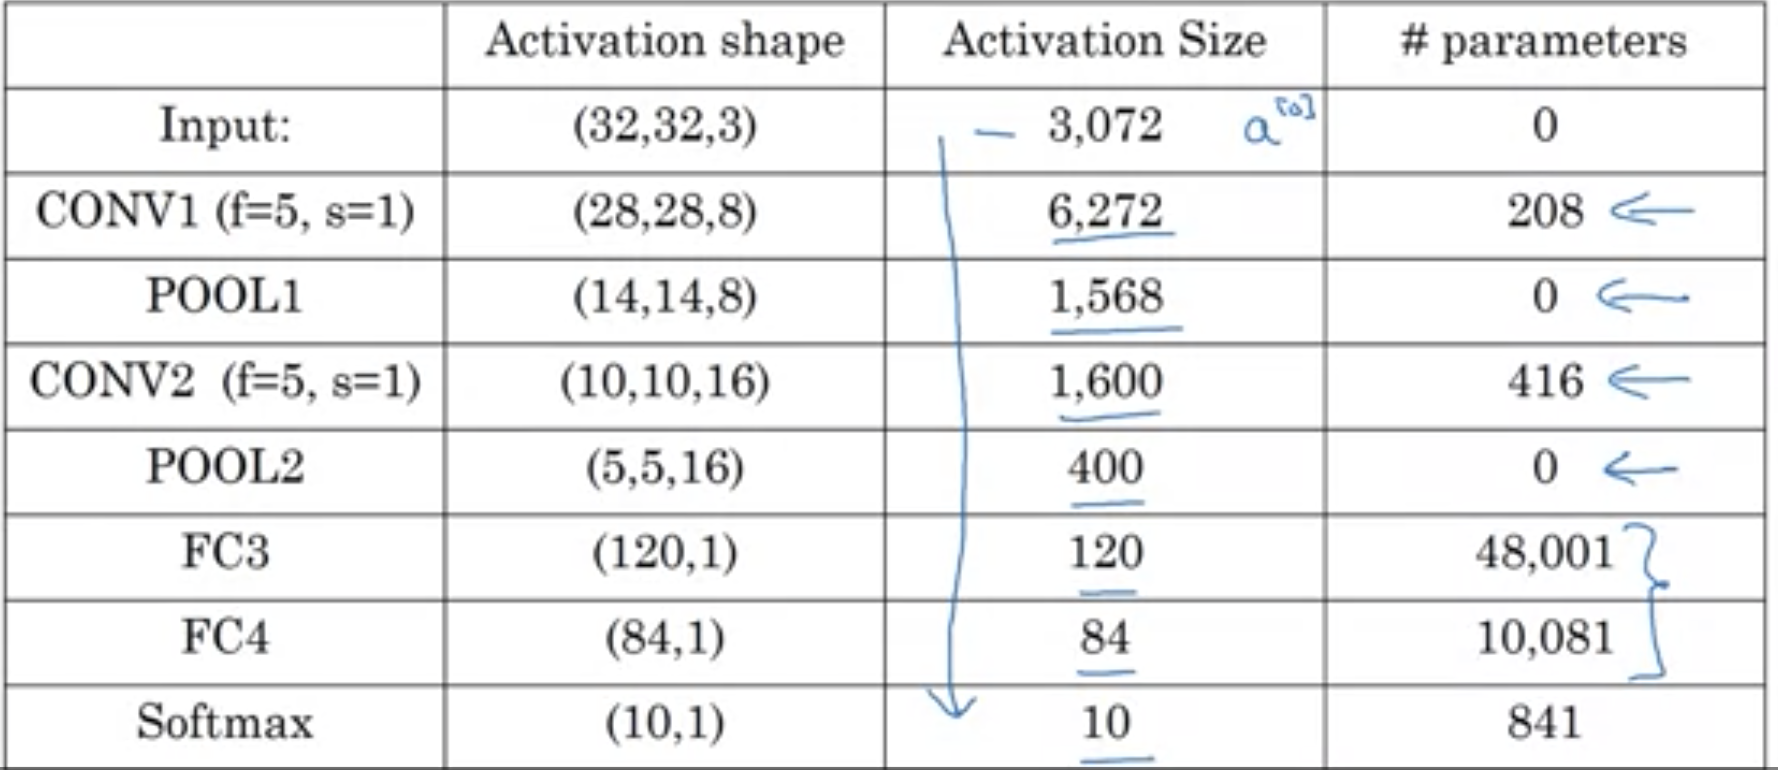 Activation shape Activation Size # parameters
Input: (32,32,3) — 3,072 a[0] 0
CONV1 (f=5, s=1) (28,28,8) 6,272 208 ←
POOL1 (14,14,8) 1,568 0 ←
CONV2 (f=5, s=1) (10,10,16) 1,600 416 ←
POOL2 (5,5,16) 400 0 ←
FC3 (120,1) 120 48,001 }
FC4 (84,1) 84 10,081
Softmax (10,1) 10 841